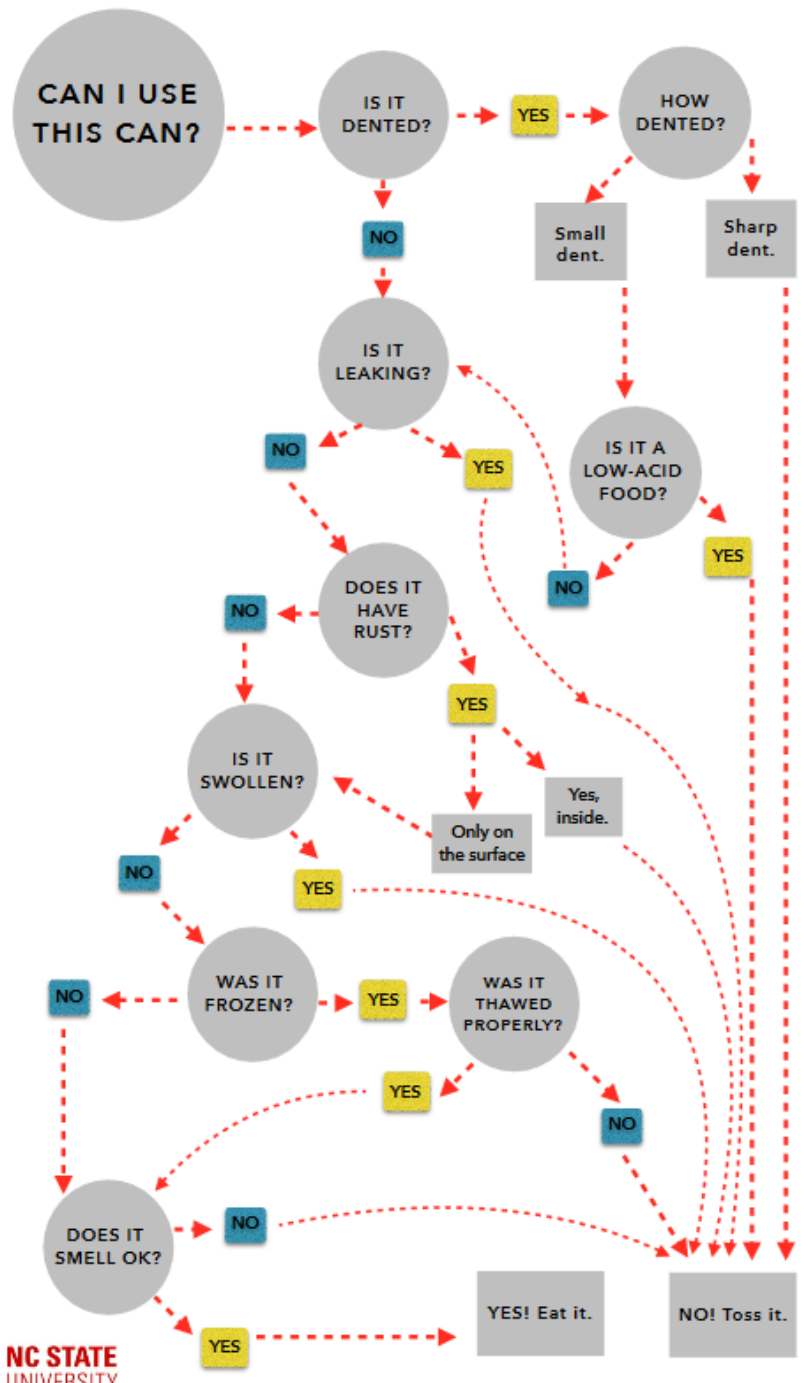 CAN I USE
THIS CAN?
IS IT
DENTED?
YES
HOW
DENTED?
NO
Small
dent.
Sharp
dent.
IS IT
LEAKING?
NO
YES
IS IT A
LOW-ACID
FOOD?
YES
NO
DOES IT
HAVE
RUST?
NO
YES
IS IT
SWOLLEN?
Yes,
inside.
Only on
the surface
NO
YES
WAS IT
FROZEN?
NO
YES
WAS IT
THAWED
PROPERLY?
YES
NO
DOES IT
SMELL OK?
NO
YES! Eat it.
NO! Toss it.
YES
NC STATE
UNIVERSITY